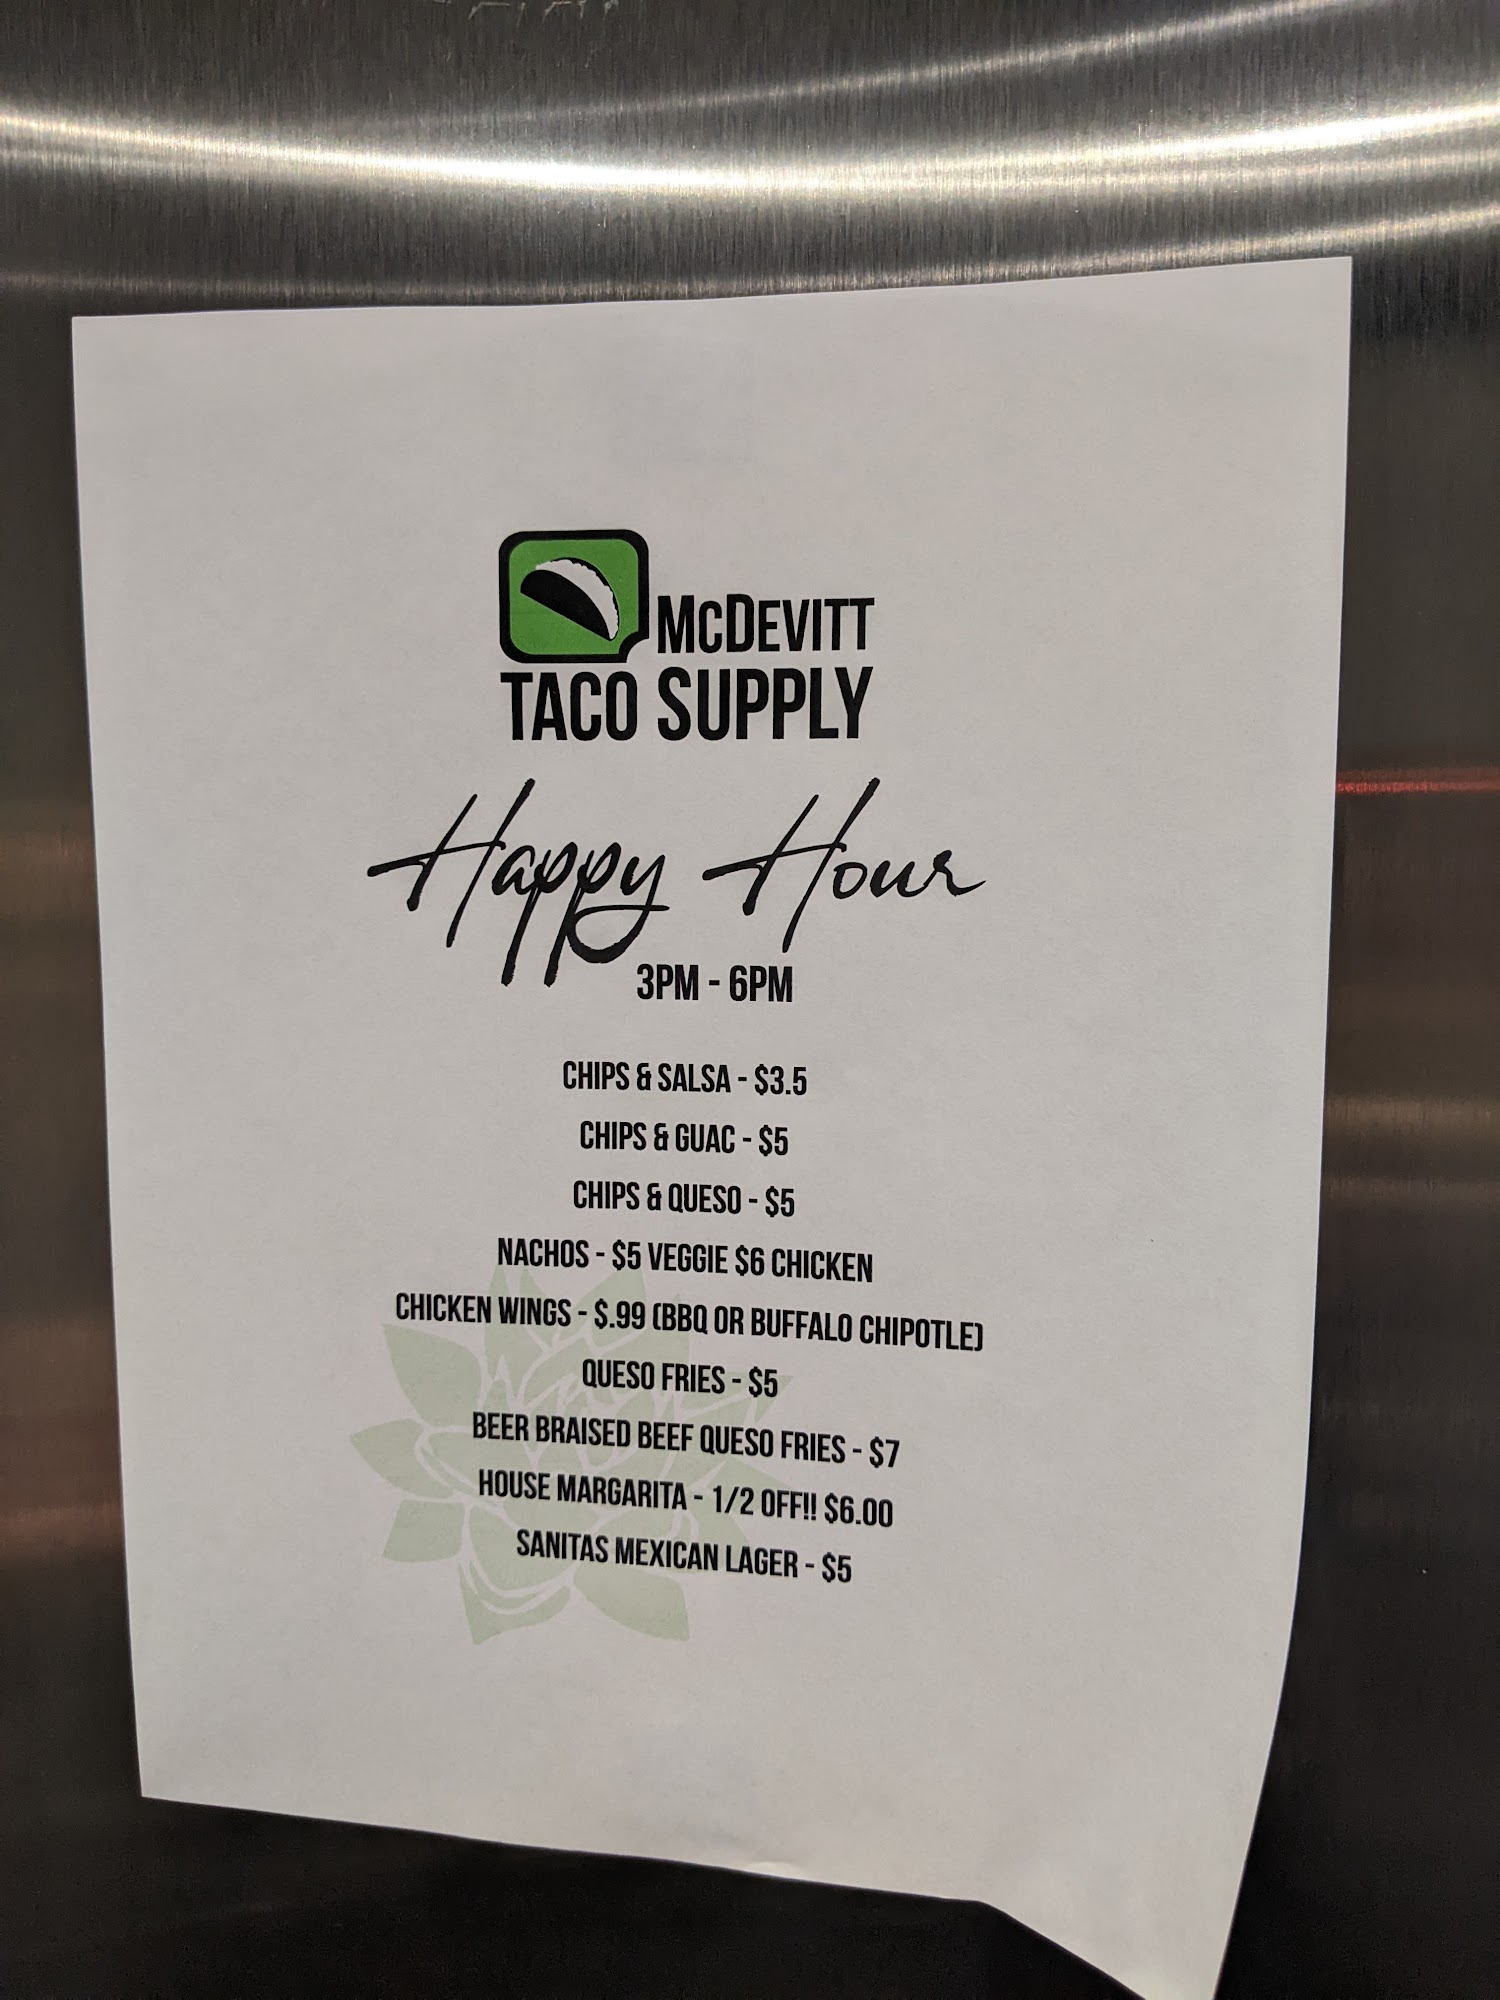 McDevitt
Taco Supply
Happy Hour
3PM - 6PM
CHIPS & SALSA - $3.5
CHIPS & GUAC - $5
CHIPS & QUESO - $5
NACHOS - $5 VEGGIE $6 CHICKEN
CHICKEN WINGS - $.99 (BBQ OR BUFFALO CHIPOTLE)
QUESO FRIES - $5
BEER BRAISED BEEF QUESO FRIES - $7
HOUSE MARGARITA - 1/2 OFF!! $6.00
SANITAS MEXICAN LAGER - $5